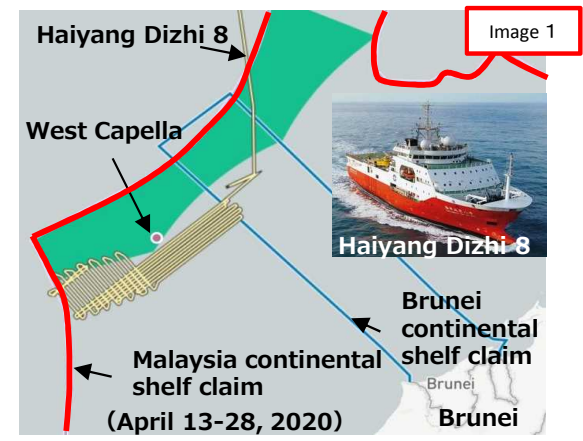 Image 1
Haiyang Dizhi 8
West Capella
Haiyang Dizhi 8
Brunei
continental
shelf claim
Malaysia continental
shelf claim
(April 13-28, 2020)
Brunei
Brunei